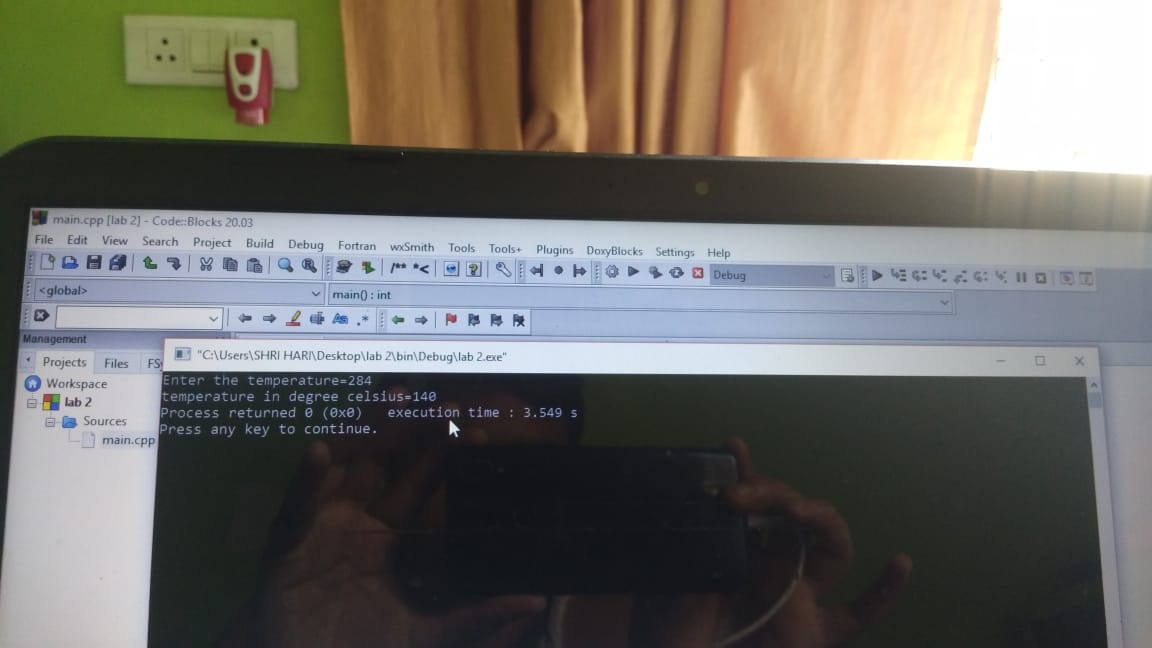 main.cpp [lab 2] - Code::Blocks 20.03
File Edit View Search Project Build Debug Fortran wxSmith Tools Tools+ Plugins DoxyBlocks Settings Help
/** *<
Debug
<global>
main() : int
Aa .*
Management
Projects Files FS
"C:\Users\SHRI HARI\Desktop\lab 2\bin\Debug\lab 2.exe"
Workspace
lab 2
Sources
main.cpp
Enter the temperature=284
temperature in degree celsius=140
Process returned 0 (0x0) execution time : 3.549 s
Press any key to continue.